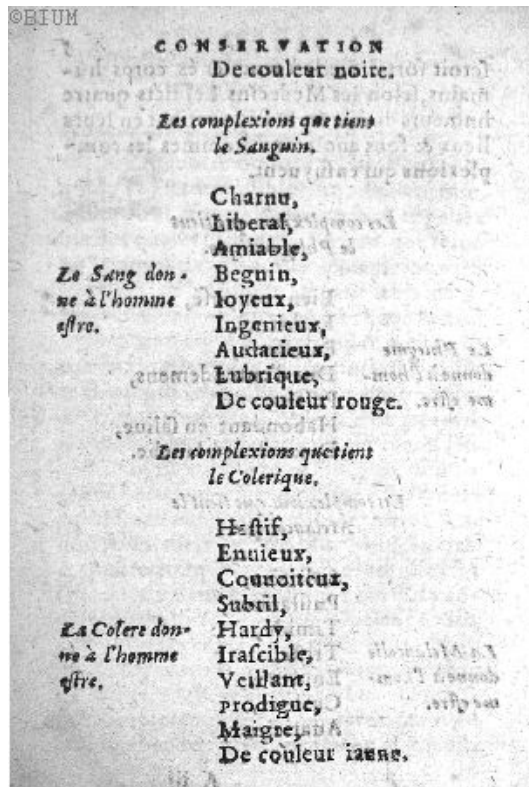 ©BIUM
CONSERVATION
De couleur noire.
Les complexions que tient
le Sanguin.
Charnu,
Liberal,
Amiable,
Begnin,
Le Sang don-
ne à l'homme
estre.
Ioyeux,
Ingenieux,
Audacieux,
Lubrique,
De couleur rouge.
Les complexions que tient
le Colerique.
Hastif,
Enuieux,
Conuoiteux,
Subtil,
La Colere don-
ne à l'homme
estre.
Hardy,
Irascible,
Veillant,
prodigue,
Maigre,
De couleur iaune.